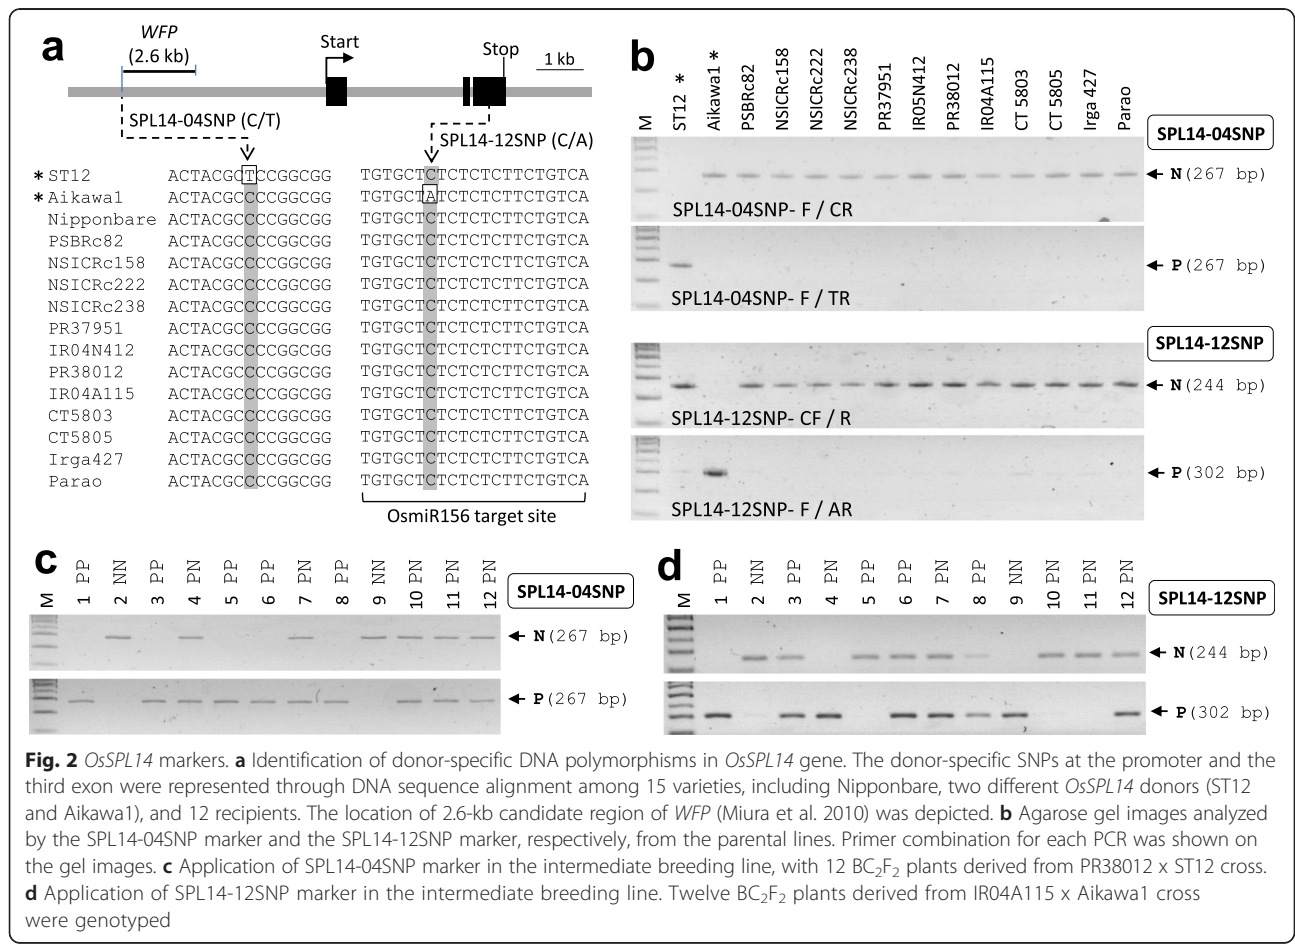 a
WFP
(2.6 kb)
Start
Stop
1 kb
SPL14-04SNP (C/T)
SPL14-12SNP (C/A)
* ST12 ACTACGCTCCGGCGG TGTGCTCTCTCTCTTCTGTCA
* Aikawa1 ACTACGCCCCGGCGG TGTGCTATCTCTCTTCTGTCA
Nipponbare ACTACGCCCCGGCGG TGTGCTCTCTCTCTTCTGTCA
PSBRc82 ACTACGCCCCGGCGG TGTGCTCTCTCTCTTCTGTCA
NSICRc158 ACTACGCCCCGGCGG TGTGCTCTCTCTCTTCTGTCA
NSICRc222 ACTACGCCCCGGCGG TGTGCTCTCTCTCTTCTGTCA
NSICRc238 ACTACGCCCCGGCGG TGTGCTCTCTCTCTTCTGTCA
PR37951 ACTACGCCCCGGCGG TGTGCTCTCTCTCTTCTGTCA
IR04N412 ACTACGCCCCGGCGG TGTGCTCTCTCTCTTCTGTCA
PR38012 ACTACGCCCCGGCGG TGTGCTCTCTCTCTTCTGTCA
IR04A115 ACTACGCCCCGGCGG TGTGCTCTCTCTCTTCTGTCA
CT5803 ACTACGCCCCGGCGG TGTGCTCTCTCTCTTCTGTCA
CT5805 ACTACGCCCCGGCGG TGTGCTCTCTCTCTTCTGTCA
Irga427 ACTACGCCCCGGCGG TGTGCTCTCTCTCTTCTGTCA
Parao ACTACGCCCCGGCGG TGTGCTCTCTCTCTTCTGTCA
OsmiR156 target site
b
M
ST12 *
Aikawa1 *
PSBRc82
NSICRc158
NSICRc222
NSICRc238
PR37951
IR05N412
PR38012
IR04A115
CT 5803
CT 5805
Irga 427
Parao
SPL14-04SNP
N(267 bp)
SPL14-04SNP- F / CR
P(267 bp)
SPL14-04SNP- F / TR
SPL14-12SNP
N(244 bp)
SPL14-12SNP- CF / R
P(302 bp)
SPL14-12SNP- F / AR
c
M
1 PP
2 NN
3 PP
4 PN
5 PP
6 PP
7 PN
8 PP
9 NN
10 PN
11 PN
12 PN
SPL14-04SNP
N(267 bp)
P(267 bp)
d
M
1 PP
2 NN
3 PP
4 PN
5 PP
6 PP
7 PN
8 PP
9 NN
10 PN
11 PN
12 PN
SPL14-12SNP
N(244 bp)
P(302 bp)
Fig. 2 OsSPL14 markers. a Identification of donor-specific DNA polymorphisms in OsSPL14 gene. The donor-specific SNPs at the promoter and the
third exon were represented through DNA sequence alignment among 15 varieties, including Nipponbare, two different OsSPL14 donors (ST12
and Aikawa1), and 12 recipients. The location of 2.6-kb candidate region of WFP (Miura et al. 2010) was depicted. b Agarose gel images analyzed
by the SPL14-04SNP marker and the SPL14-12SNP marker, respectively, from the parental lines. Primer combination for each PCR was shown on
the gel images. c Application of SPL14-04SNP marker in the intermediate breeding line, with 12 BC₂F₂ plants derived from PR38012 x ST12 cross.
d Application of SPL14-12SNP marker in the intermediate breeding line. Twelve BC₂F₂ plants derived from IR04A115 x Aikawa1 cross
were genotyped